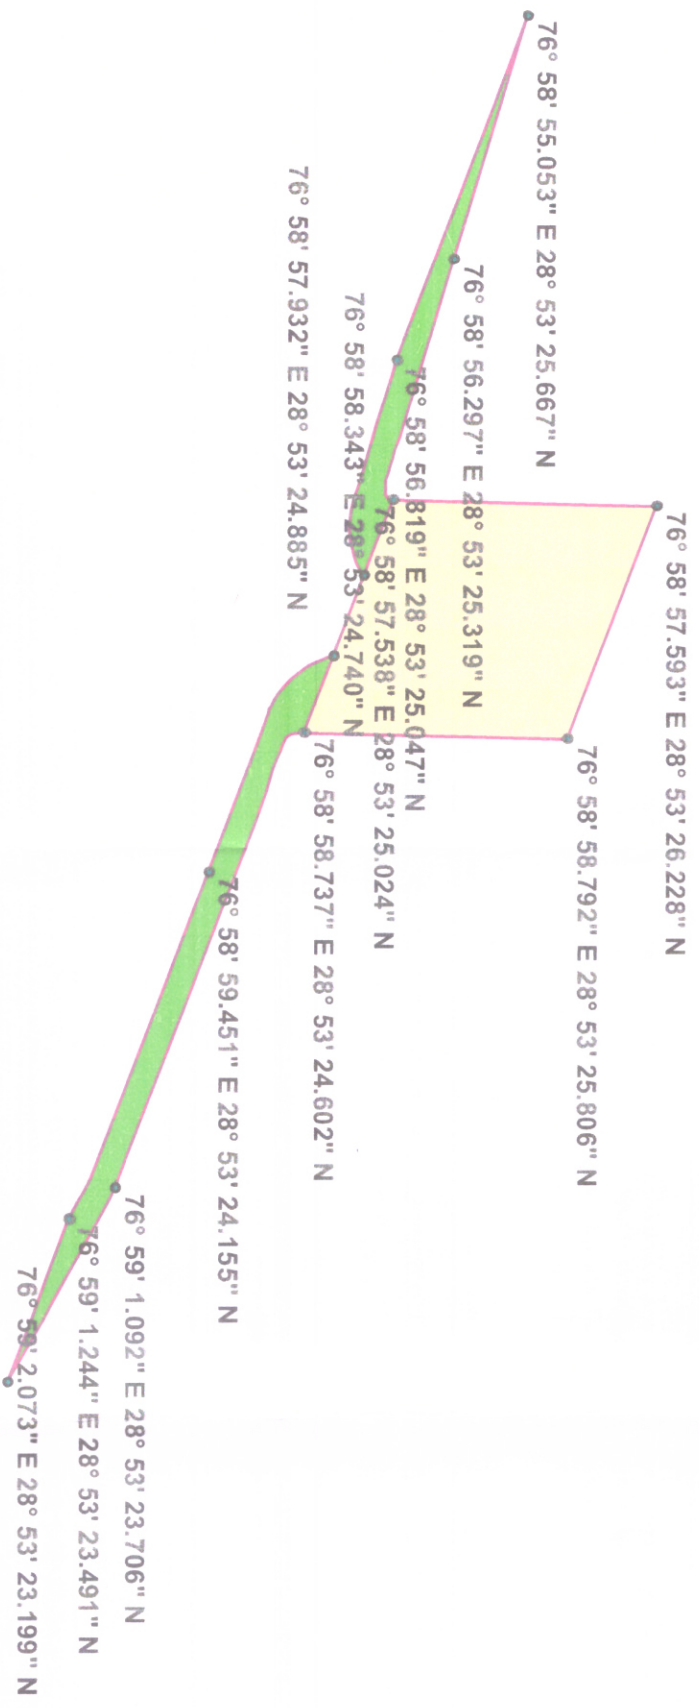 76° 58' 55.053" E 28° 53' 25.667" N
76° 58' 57.593" E 28° 53' 26.228" N
76° 58' 56.297" E 28° 53' 25.319" N
76° 58' 58.792" E 28° 53' 25.806" N
76° 58' 56.819" E 28° 53' 25.047" N
76° 58' 57.538" E 28° 53' 25.024" N
76° 58' 58.343" E 28° 53' 24.740" N
76° 58' 57.932" E 28° 53' 24.885" N
76° 58' 58.737" E 28° 53' 24.602" N
76° 58' 59.451" E 28° 53' 24.155" N
76° 59' 1.092" E 28° 53' 23.706" N
76° 59' 1.244" E 28° 53' 23.491" N
76° 59' 2.073" E 28° 53' 23.199" N